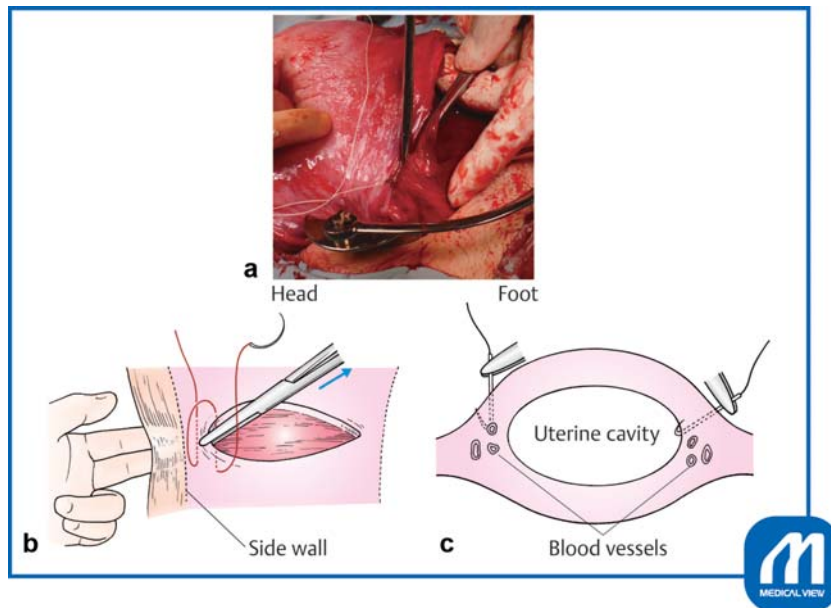 a
Head Foot
Uterine cavity
b
Side wall
c
Blood vessels
M
MEDICAL VIEW